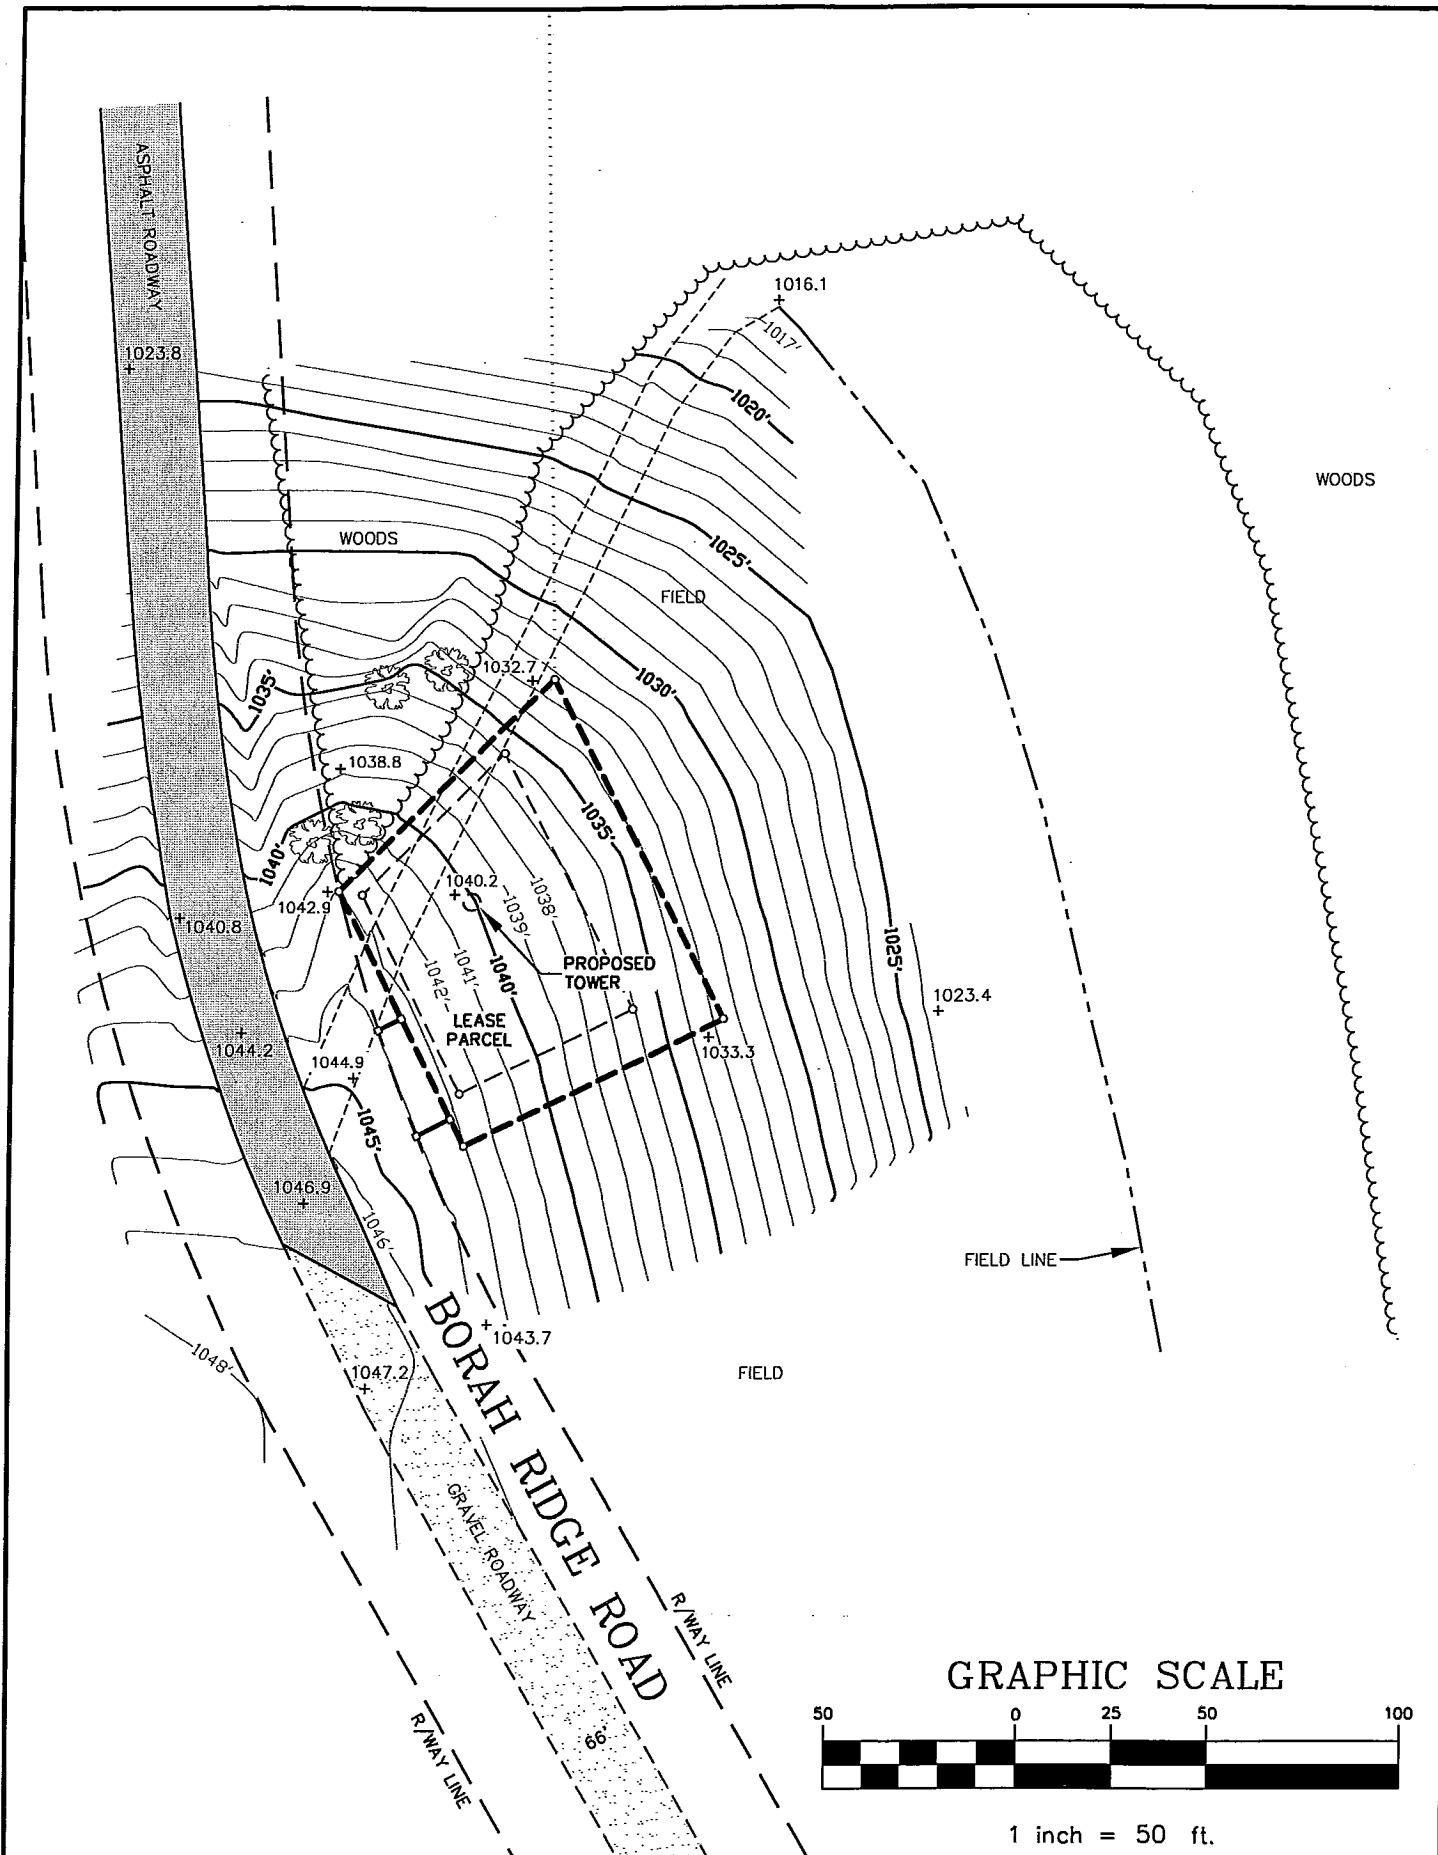 ASPHALT ROADWAY
1016.1
1017'
1023.8
1020'
WOODS
WOODS
1025'
FIELD
1032.7
1030'
1035'
1038.8
1035'
1040'
1040.2
1038'
1042.9
1039'
1040.8
1025'
1041'
1040'
PROPOSED
TOWER
1042'
1023.4
LEASE
PARCEL
1044.2
1033.3
1044.9
1045'
1046.9
1046'
FIELD LINE
1043.7
1048'
1047.2
FIELD
BORAH RIDGE ROAD
GRAVEL ROADWAY
R/WAY LINE
R/WAY LINE
66'
GRAPHIC SCALE
50 0 25 50 100
1 inch = 50 ft.